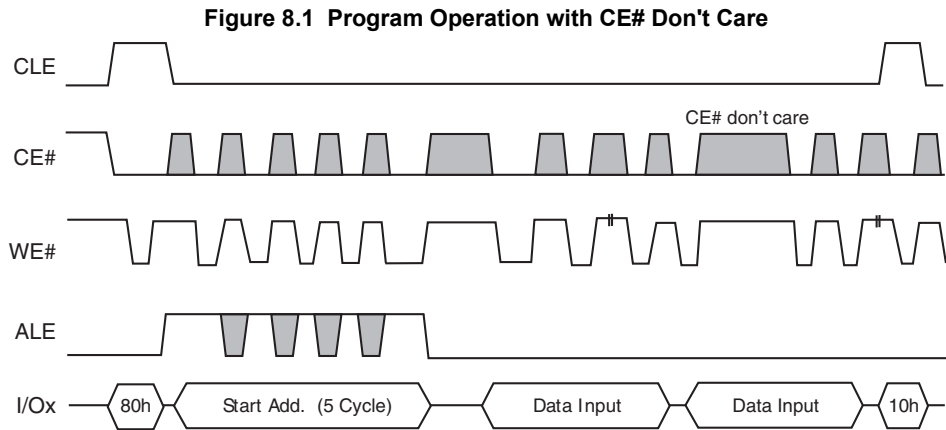 Figure 8.1 Program Operation with CE# Don't Care
CLE
CE# don't care
CE#
WE#
ALE
I/Ox
80h
Start Add. (5 Cycle)
Data Input
Data Input
10h